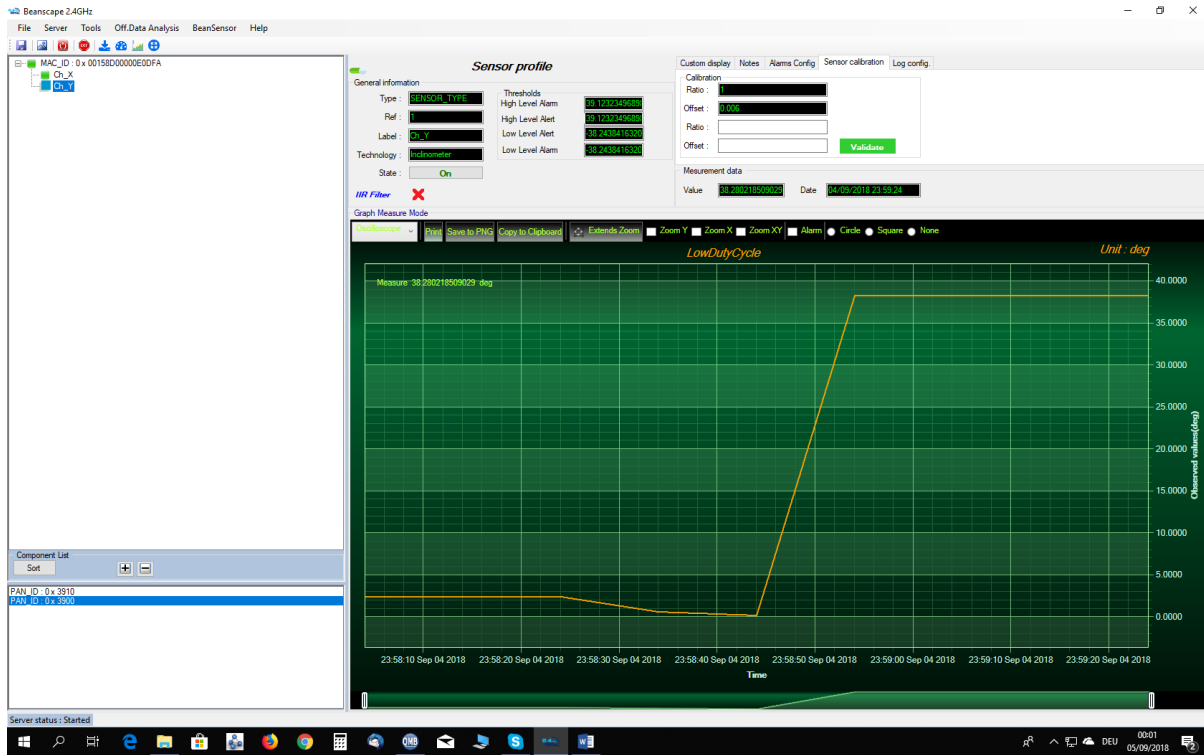 Beanscape 2.4GHz
File Server Tools Off.Data Analysis BeanSensor Help
MAC_ID : 0 x 00158D00000E0DFA
Ch_X
Ch_Y
Component List
Sort
PAN_ID : 0 x 3910
PAN_ID : 0 x 3900
Server status : Started
Sensor profile
General information
Type : SENSOR_TYPE
Ref : 1
Label : Ch_Y
Technology : Inclinometer
State : On
IIR Filter
Thresholds
High Level Alarm 39.1232349689
High Level Alert 39.1232349689
Low Level Alert -38.2438416320
Low Level Alarm -38.2438416320
Custom display Notes Alarms Config Sensor calibration Log config.
Calibration
Ratio : 1
Offset : 0.006
Ratio :
Offset : Validate
Mesurement data
Value 38.280218509029 Date 04/09/2018 23:59:24
Graph Measure Mode
Oscilloscope Print Save to PNG Copy to Clipboard Extends Zoom Zoom Y Zoom X Zoom XY Alarm Circle Square None
LowDutyCycle
Unit : deg
Measure 38.280218509029 deg
40.0000
35.0000
30.0000
25.0000
20.0000
15.0000
10.0000
5.0000
0.0000
Observed values(deg)
23:58:10 Sep 04 2018 23:58:20 Sep 04 2018 23:58:30 Sep 04 2018 23:58:40 Sep 04 2018 23:58:50 Sep 04 2018 23:59:00 Sep 04 2018 23:59:10 Sep 04 2018 23:59:20 Sep 04 2018
Time
QMB
DEU
00:01
05/09/2018